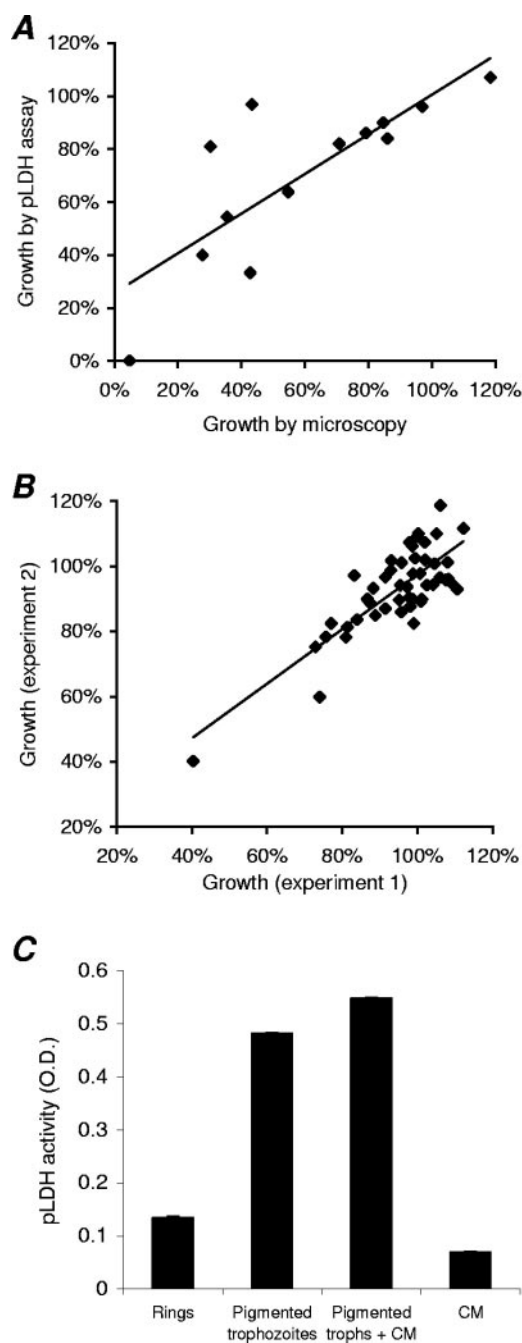 A
120%
100%
80%
60%
40%
20%
0%
Growth by pLDH assay
0% 20% 40% 60% 80% 100% 120%
Growth by microscopy
B
120%
100%
80%
60%
40%
20%
Growth (experiment 2)
20% 40% 60% 80% 100% 120%
Growth (experiment 1)
C
0.6
0.5
0.4
0.3
0.2
0.1
0
pLDH activity (O.D.)
Rings Pigmented Pigmented CM
trophozoites trophs + CM